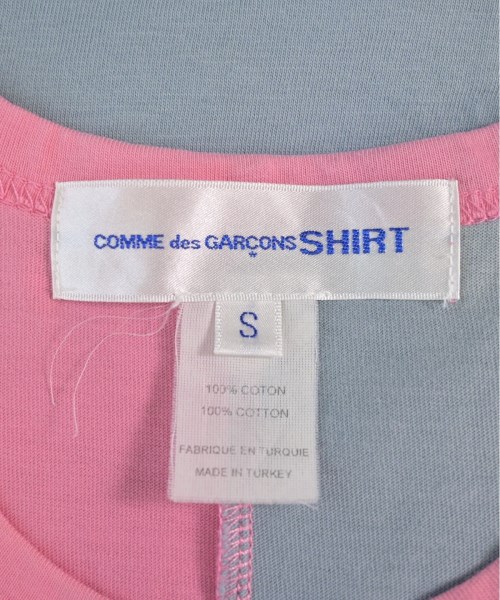 COMME des GARÇONS SHIRT
*
S
100% COTON
100% COTTON
FABRIQUE EN TURQUIE
MADE IN TURKEY